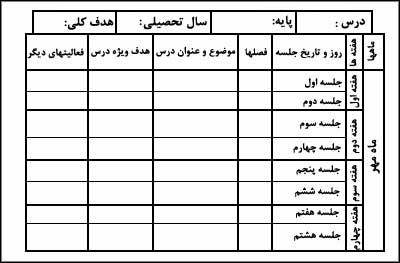 درس : پایه: سال تحصیلی: هدف کلی:
ماهها هفته ها روز و تاریخ جلسه فصلها موضوع و عنوان درس هدف ویژه درس فعالیتهای دیگر
ماه مهر
هفته اول
جلسه اول
جلسه دوم
هفته دوم
جلسه سوم
جلسه چهارم
هفته سوم
جلسه پنجم
جلسه ششم
هفته چهارم
جلسه هفتم
جلسه هشتم